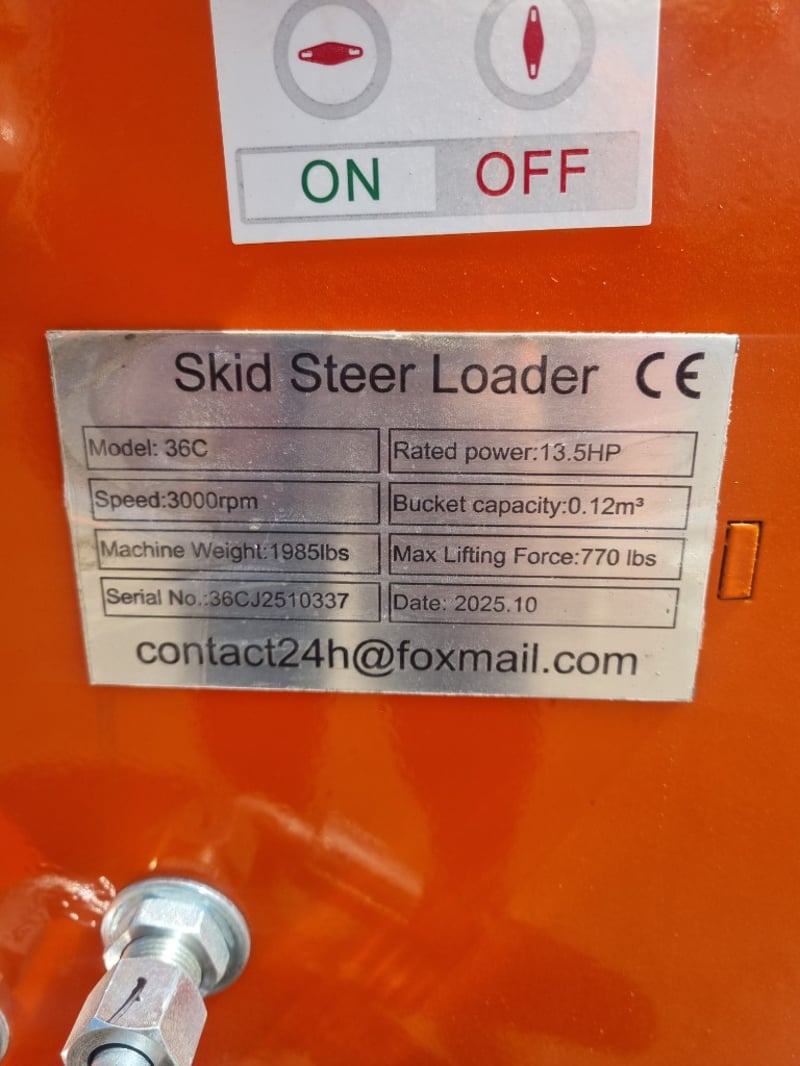 ON OFF
Skid Steer Loader CE
Model: 36C
Rated power:13.5HP
Speed:3000rpm
Bucket capacity:0.12m³
Machine Weight:1985lbs
Max Lifting Force:770 lbs
Serial No.:36CJ2510337
Date: 2025.10
contact24h@foxmail.com